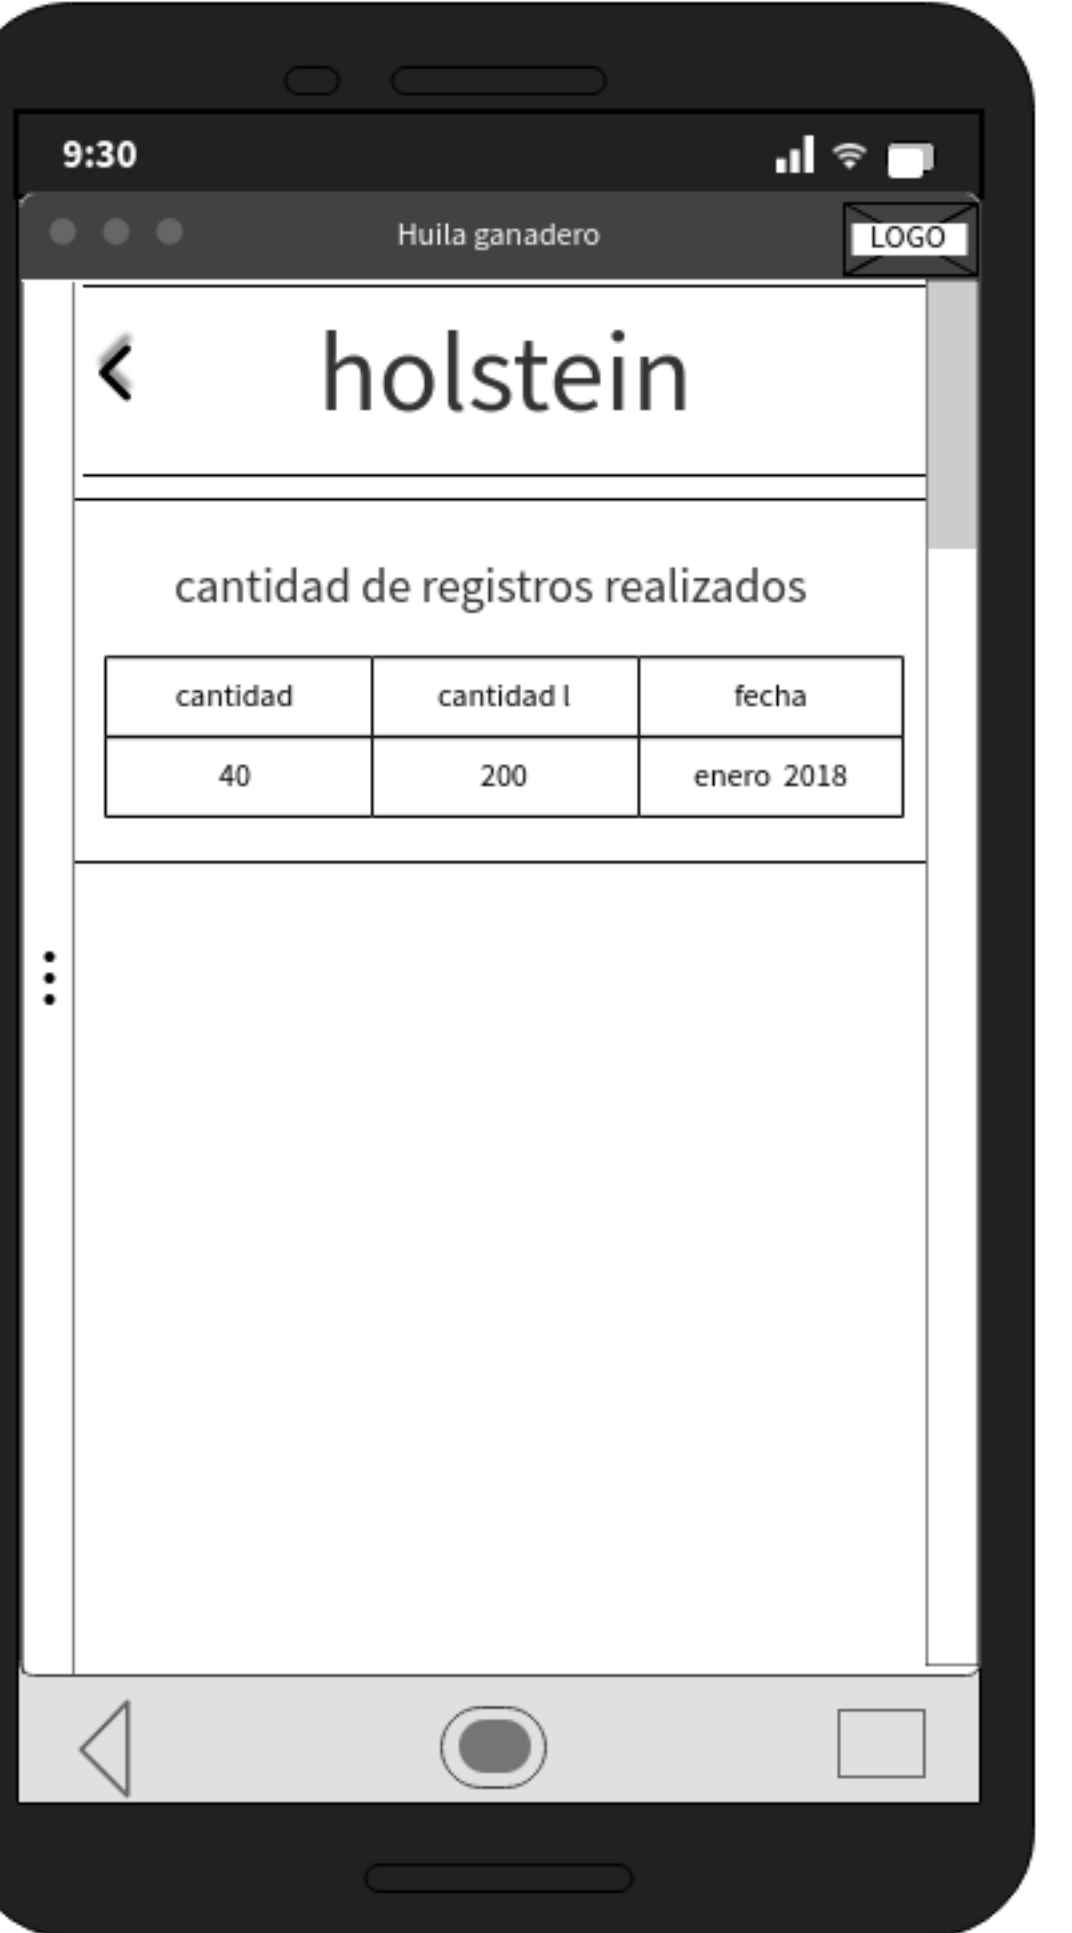 9:30
Huila ganadero
LOGO
holstein
cantidad de registros realizados
cantidad cantidad l fecha
40 200 enero 2018